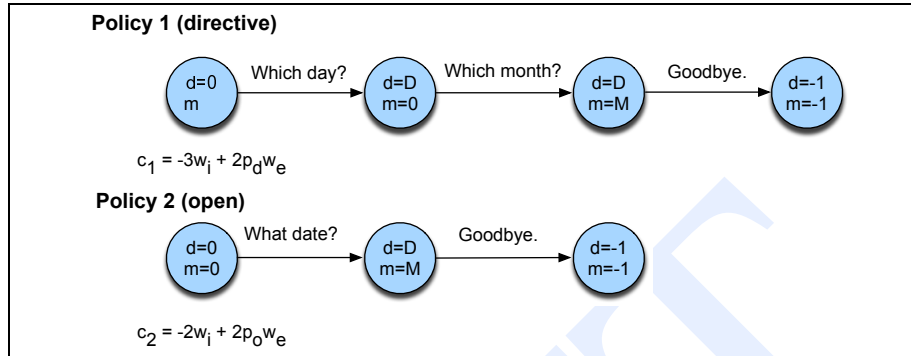 Policy 1 (directive)
Which day? Which month? Goodbye.
d=0 d=D d=D d=-1
m m=0 m=M m=-1
c1 = -3wi + 2pdwe
Policy 2 (open)
What date? Goodbye.
d=0 d=D d=-1
m=0 m=M m=-1
c2 = -2wi + 2powe